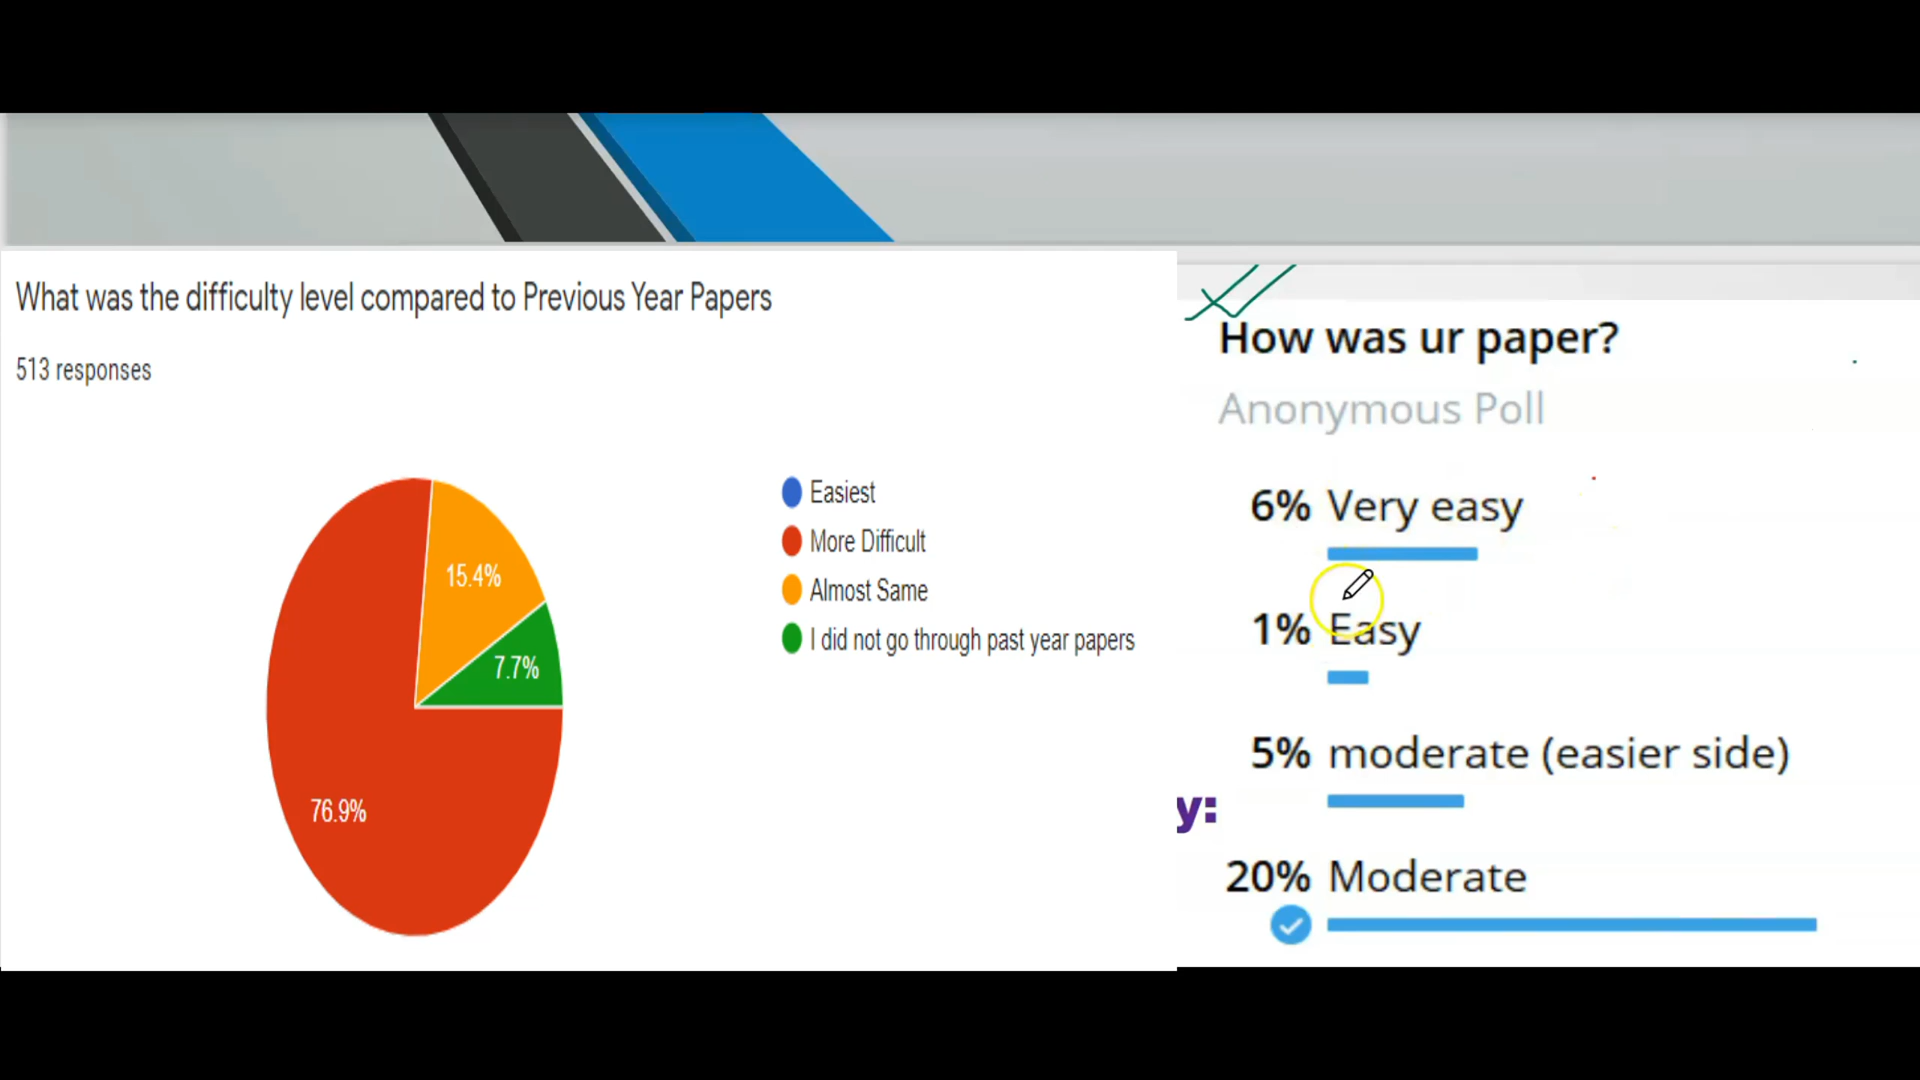 What was the difficulty level compared to Previous Year Papers
513 responses
15.4%
7.7%
76.9%
Easiest
More Difficult
Almost Same
I did not go through past year papers
y:
How was ur paper?
Anonymous Poll
6% Very easy
1% Easy
5% moderate (easier side)
20% Moderate